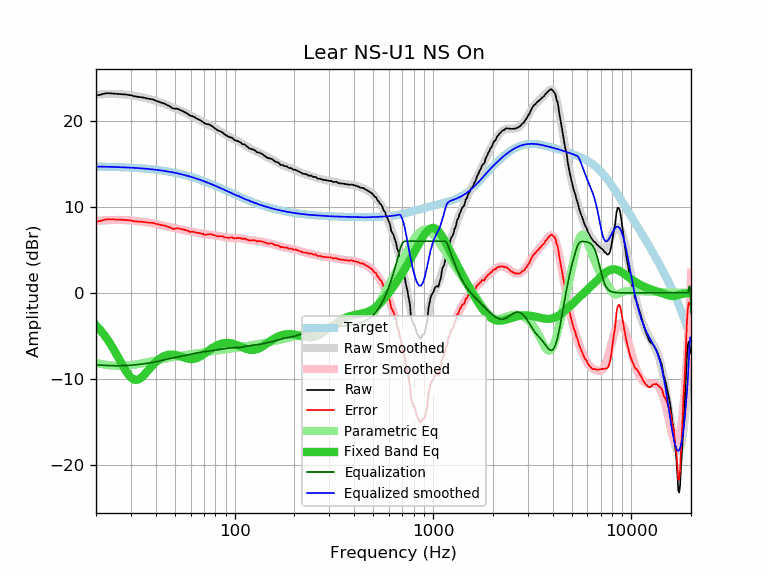 Lear NS-U1 NS On
Amplitude (dBr)
20
10
0
−10
−20
Target
Raw Smoothed
Error Smoothed
Raw
Error
Parametric Eq
Fixed Band Eq
Equalization
Equalized smoothed
100 1000 10000
Frequency (Hz)